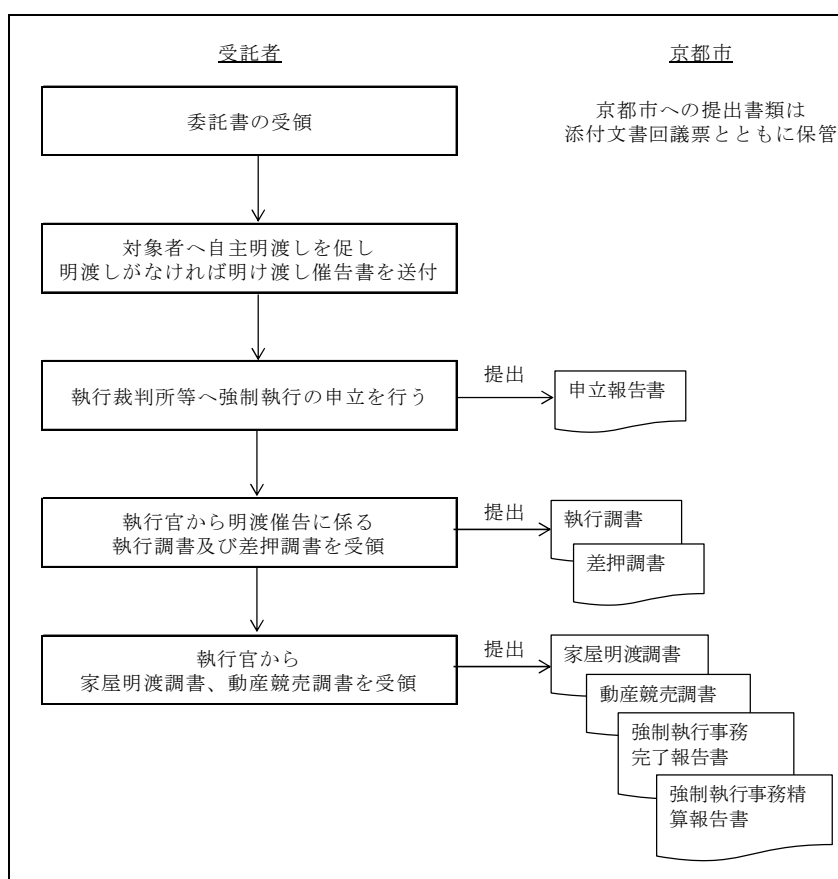 受託者
京都市
委託書の受領
京都市への提出書類は
添付文書回議票とともに保管
対象者へ自主明渡しを促し
明渡しがなければ明け渡し催告書を送付
執行裁判所等へ強制執行の申立を行う
提出
申立報告書
執行官から明渡催告に係る
執行調書及び差押調書を受領
提出
執行調書
差押調書
執行官から
家屋明渡調書、動産競売調書を受領
提出
家屋明渡調書
動産競売調書
強制執行事務
完了報告書
強制執行事務精
算報告書